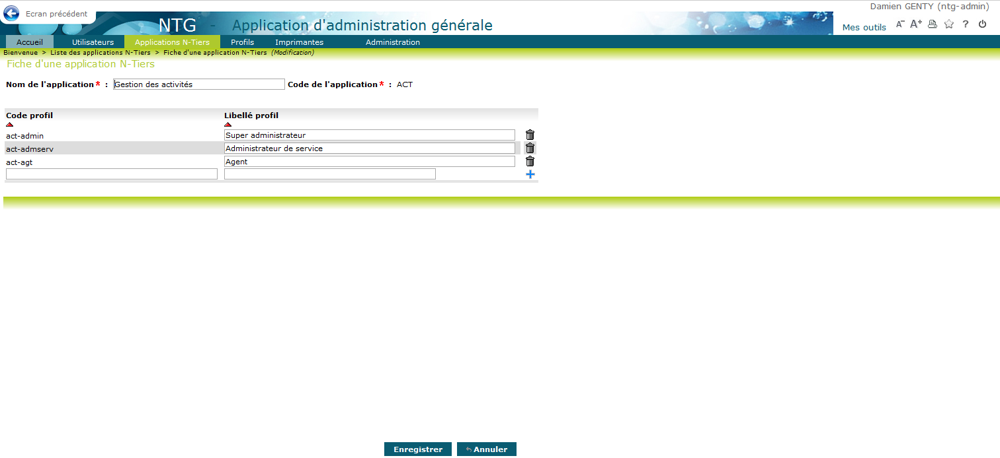 Damien GENTY (ntg-admin)
Ecran précédent
NTG - Application d'administration générale
Mes outils A- A+ ?
Accueil Utilisateurs Applications N-Tiers Profils Imprimantes Administration
Bienvenue > Liste des applications N-Tiers > Fiche d'une application N-Tiers (Modification)
Fiche d'une application N-Tiers
Nom de l'application* : Gestion des activités Code de l'application* : ACT
Code profil Libellé profil
act-admin Super administrateur
act-admserv Administrateur de service
act-agt Agent
Enregistrer Annuler